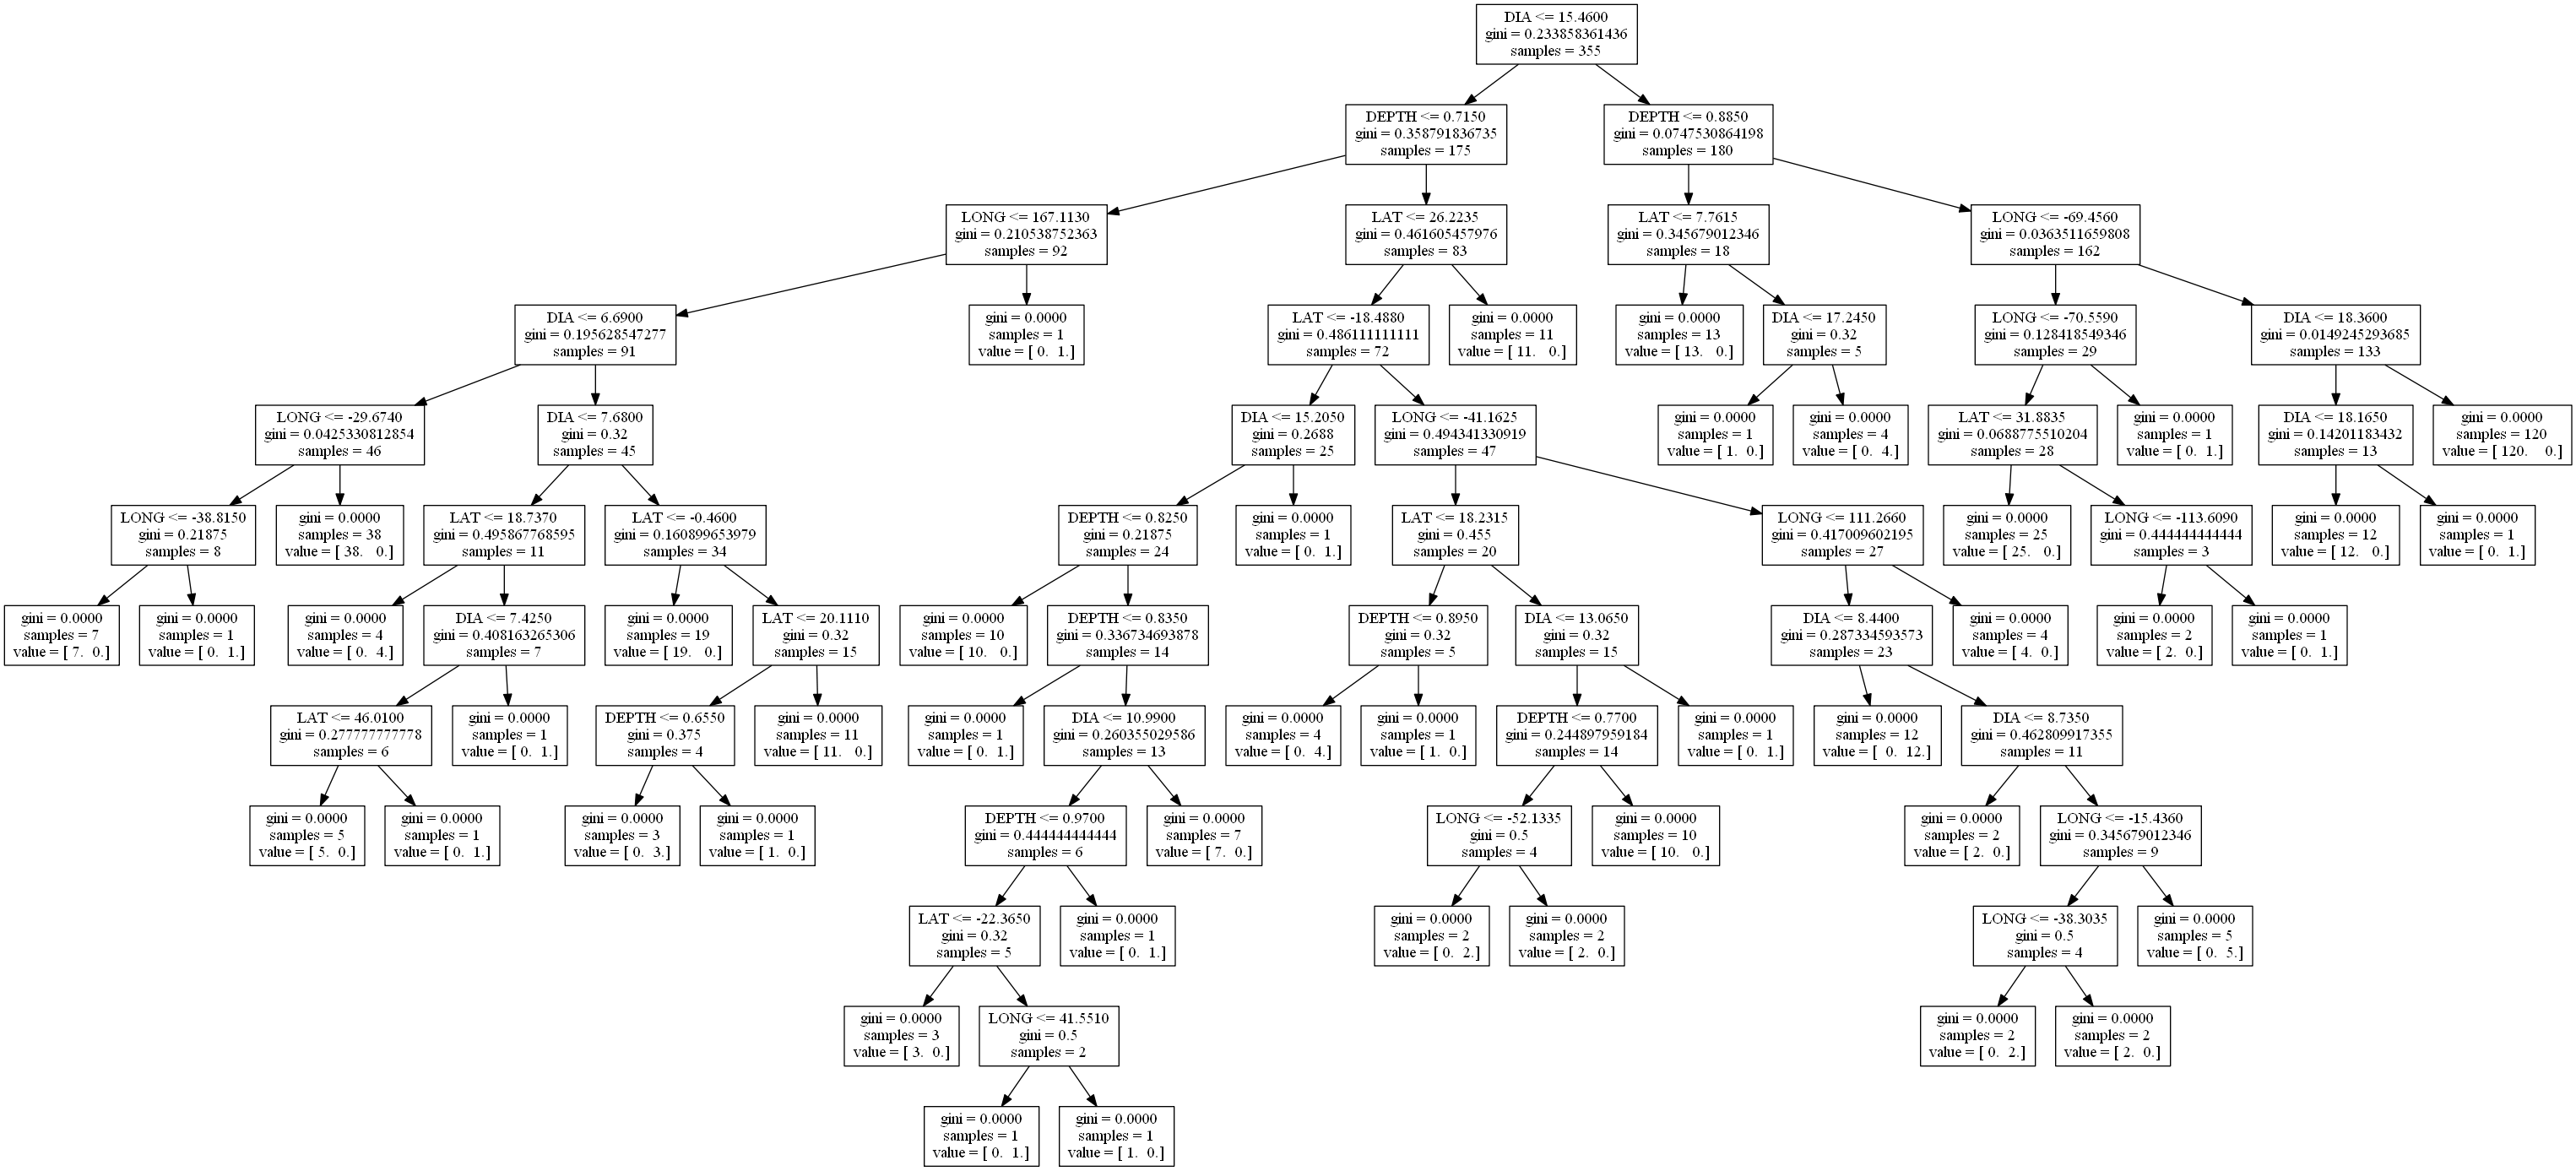 DIA <= 15.4600
gini = 0.233858361436
samples = 355
DEPTH <= 0.7150
gini = 0.358791836735
samples = 175
DEPTH <= 0.8850
gini = 0.0747530864198
samples = 180
LONG <= 167.1130
gini = 0.210538752363
samples = 92
LAT <= 26.2235
gini = 0.461605457976
samples = 83
LAT <= 7.7615
gini = 0.345679012346
samples = 18
LONG <= -69.4560
gini = 0.0363511659808
samples = 162
DIA <= 6.6900
gini = 0.195628547277
samples = 91
gini = 0.0000
samples = 1
value = [ 0.  1.]
LAT <= -18.4880
gini = 0.486111111111
samples = 72
gini = 0.0000
samples = 11
value = [ 11.   0.]
gini = 0.0000
samples = 13
value = [ 13.   0.]
DIA <= 17.2450
gini = 0.32
samples = 5
LONG <= -70.5590
gini = 0.128418549346
samples = 29
DIA <= 18.3600
gini = 0.0149245293685
samples = 133
LONG <= -29.6740
gini = 0.0425330812854
samples = 46
DIA <= 7.6800
gini = 0.32
samples = 45
DIA <= 15.2050
gini = 0.2688
samples = 25
LONG <= -41.1625
gini = 0.494341330919
samples = 47
gini = 0.0000
samples = 1
value = [ 1.  0.]
gini = 0.0000
samples = 4
value = [ 0.  4.]
LAT <= 31.8835
gini = 0.0688775510204
samples = 28
gini = 0.0000
samples = 1
value = [ 0.  1.]
DIA <= 18.1650
gini = 0.14201183432
samples = 13
gini = 0.0000
samples = 120
value = [ 120.    0.]
LONG <= -38.8150
gini = 0.21875
samples = 8
gini = 0.0000
samples = 38
value = [ 38.   0.]
LAT <= 18.7370
gini = 0.495867768595
samples = 11
LAT <= -0.4600
gini = 0.160899653979
samples = 34
DEPTH <= 0.8250
gini = 0.21875
samples = 24
gini = 0.0000
samples = 1
value = [ 0.  1.]
LAT <= 18.2315
gini = 0.455
samples = 20
LONG <= 111.2660
gini = 0.417009602195
samples = 27
gini = 0.0000
samples = 25
value = [ 25.   0.]
LONG <= -113.6090
gini = 0.444444444444
samples = 3
gini = 0.0000
samples = 12
value = [ 12.   0.]
gini = 0.0000
samples = 1
value = [ 0.  1.]
gini = 0.0000
samples = 7
value = [ 7.  0.]
gini = 0.0000
samples = 1
value = [ 0.  1.]
gini = 0.0000
samples = 4
value = [ 0.  4.]
DIA <= 7.4250
gini = 0.408163265306
samples = 7
gini = 0.0000
samples = 19
value = [ 19.   0.]
LAT <= 20.1110
gini = 0.32
samples = 15
gini = 0.0000
samples = 10
value = [ 10.   0.]
DEPTH <= 0.8350
gini = 0.336734693878
samples = 14
DEPTH <= 0.8950
gini = 0.32
samples = 5
DIA <= 13.0650
gini = 0.32
samples = 15
DIA <= 8.4400
gini = 0.287334593573
samples = 23
gini = 0.0000
samples = 4
value = [ 4.  0.]
gini = 0.0000
samples = 2
value = [ 2.  0.]
gini = 0.0000
samples = 1
value = [ 0.  1.]
LAT <= 46.0100
gini = 0.277777777778
samples = 6
gini = 0.0000
samples = 1
value = [ 0.  1.]
DEPTH <= 0.6550
gini = 0.375
samples = 4
gini = 0.0000
samples = 11
value = [ 11.   0.]
gini = 0.0000
samples = 1
value = [ 0.  1.]
DIA <= 10.9900
gini = 0.260355029586
samples = 13
gini = 0.0000
samples = 4
value = [ 0.  4.]
gini = 0.0000
samples = 1
value = [ 1.  0.]
DEPTH <= 0.7700
gini = 0.244897959184
samples = 14
gini = 0.0000
samples = 1
value = [ 0.  1.]
gini = 0.0000
samples = 12
value = [  0.  12.]
DIA <= 8.7350
gini = 0.462809917355
samples = 11
gini = 0.0000
samples = 5
value = [ 5.  0.]
gini = 0.0000
samples = 1
value = [ 0.  1.]
gini = 0.0000
samples = 3
value = [ 0.  3.]
gini = 0.0000
samples = 1
value = [ 1.  0.]
DEPTH <= 0.9700
gini = 0.444444444444
samples = 6
gini = 0.0000
samples = 7
value = [ 7.  0.]
LONG <= -52.1335
gini = 0.5
samples = 4
gini = 0.0000
samples = 10
value = [ 10.   0.]
gini = 0.0000
samples = 2
value = [ 2.  0.]
LONG <= -15.4360
gini = 0.345679012346
samples = 9
LAT <= -22.3650
gini = 0.32
samples = 5
gini = 0.0000
samples = 1
value = [ 0.  1.]
gini = 0.0000
samples = 2
value = [ 0.  2.]
gini = 0.0000
samples = 2
value = [ 2.  0.]
LONG <= -38.3035
gini = 0.5
samples = 4
gini = 0.0000
samples = 5
value = [ 0.  5.]
gini = 0.0000
samples = 3
value = [ 3.  0.]
LONG <= 41.5510
gini = 0.5
samples = 2
gini = 0.0000
samples = 2
value = [ 0.  2.]
gini = 0.0000
samples = 2
value = [ 2.  0.]
gini = 0.0000
samples = 1
value = [ 0.  1.]
gini = 0.0000
samples = 1
value = [ 1.  0.]